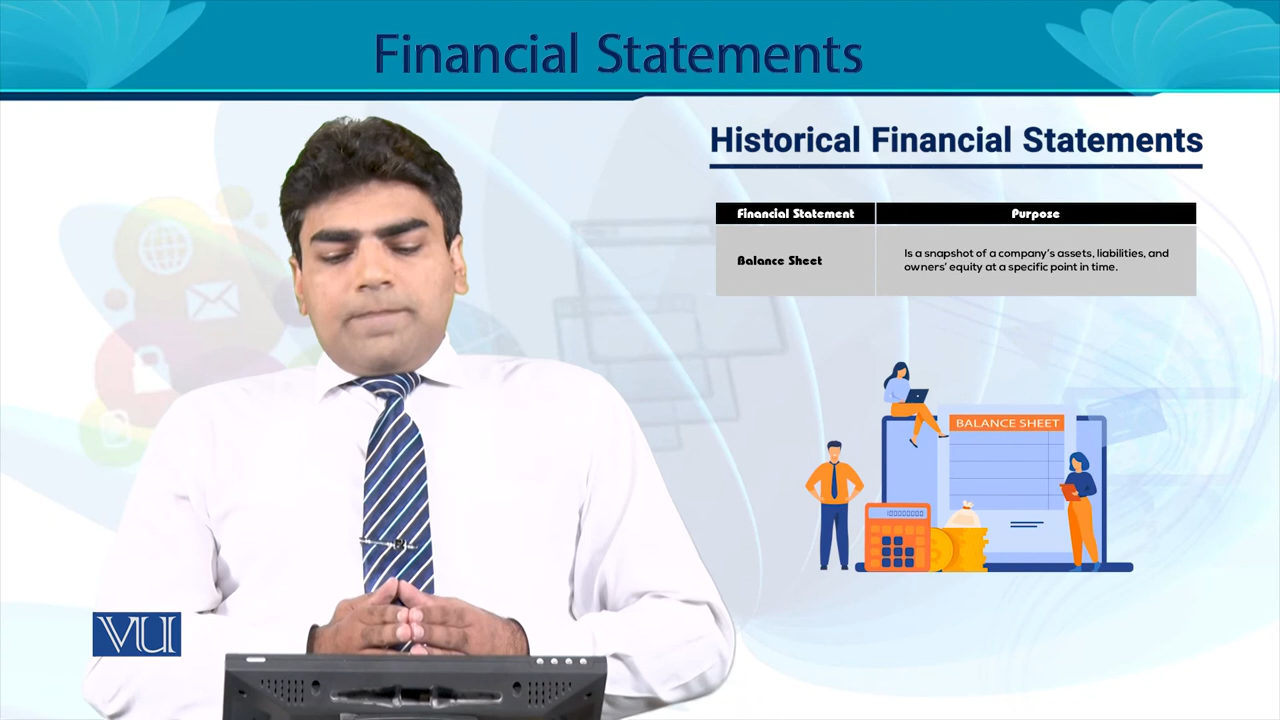 Financial Statements
Historical Financial Statements
Financial Statement Purpose
Balance Sheet
Is a snapshot of a company's assets, liabilities, and
owners' equity at a specific point in time.
BALANCE SHEET
VU